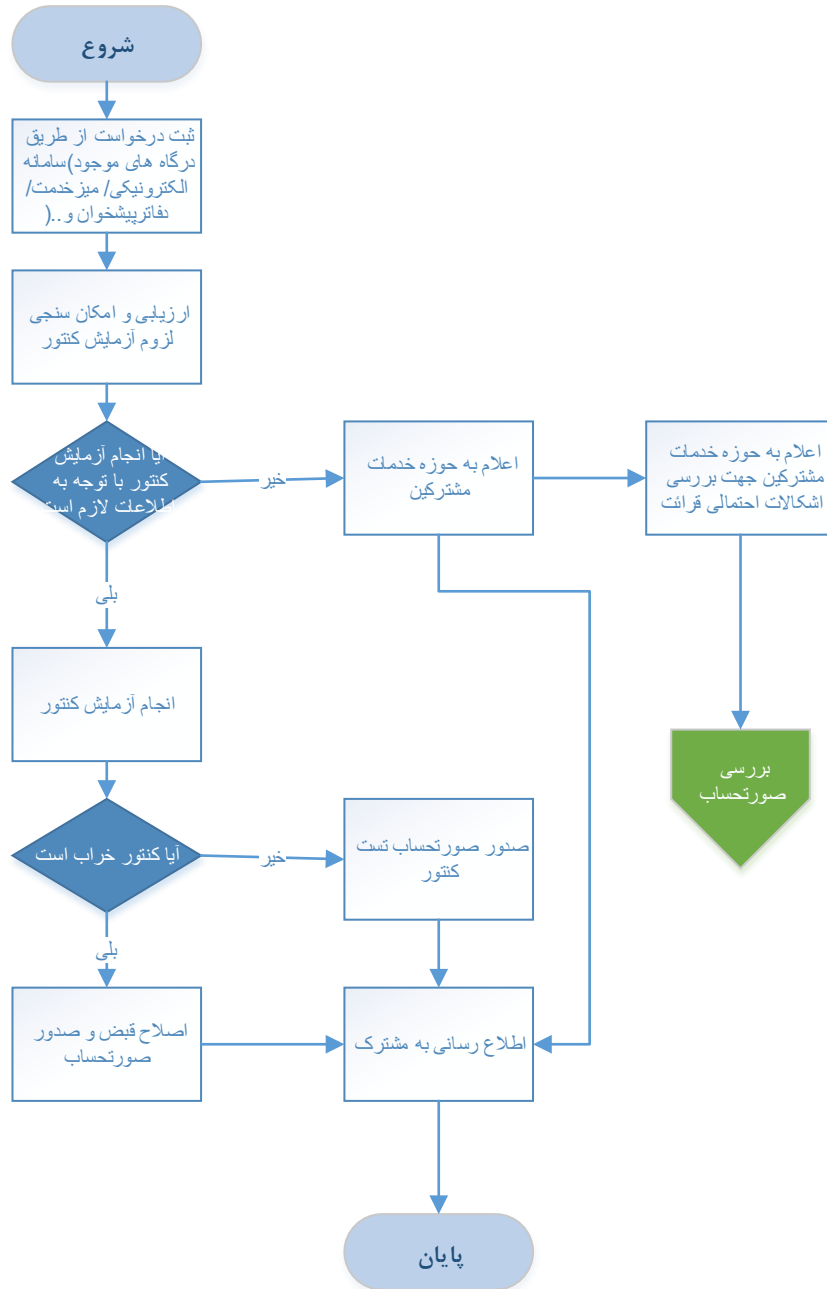 شروع
ثبت درخواست از طریق
درگاه های موجود)سامانه
الکترونیکی/ میزخدمت/
دفاترپیشخوان و..(
ارزیابی و امکان سنجی
لزوم آزمایش کنتور
آیا انجام آزمایش
کنتور با توجه به
اطلاعات لازم است
خیر
اعلام به حوزه خدمات
مشترکین
اعلام به حوزه خدمات
مشترکین جهت بررسی
اشکالات احتمالی قرائت
بلی
انجام آزمایش کنتور
بررسی
صورتحساب
آیا کنتور خراب است
خیر
صدور صورتحساب تست
کنتور
بلی
اصلاح قبض و صدور
صورتحساب
اطلاع رسانی به مشترک
پایان